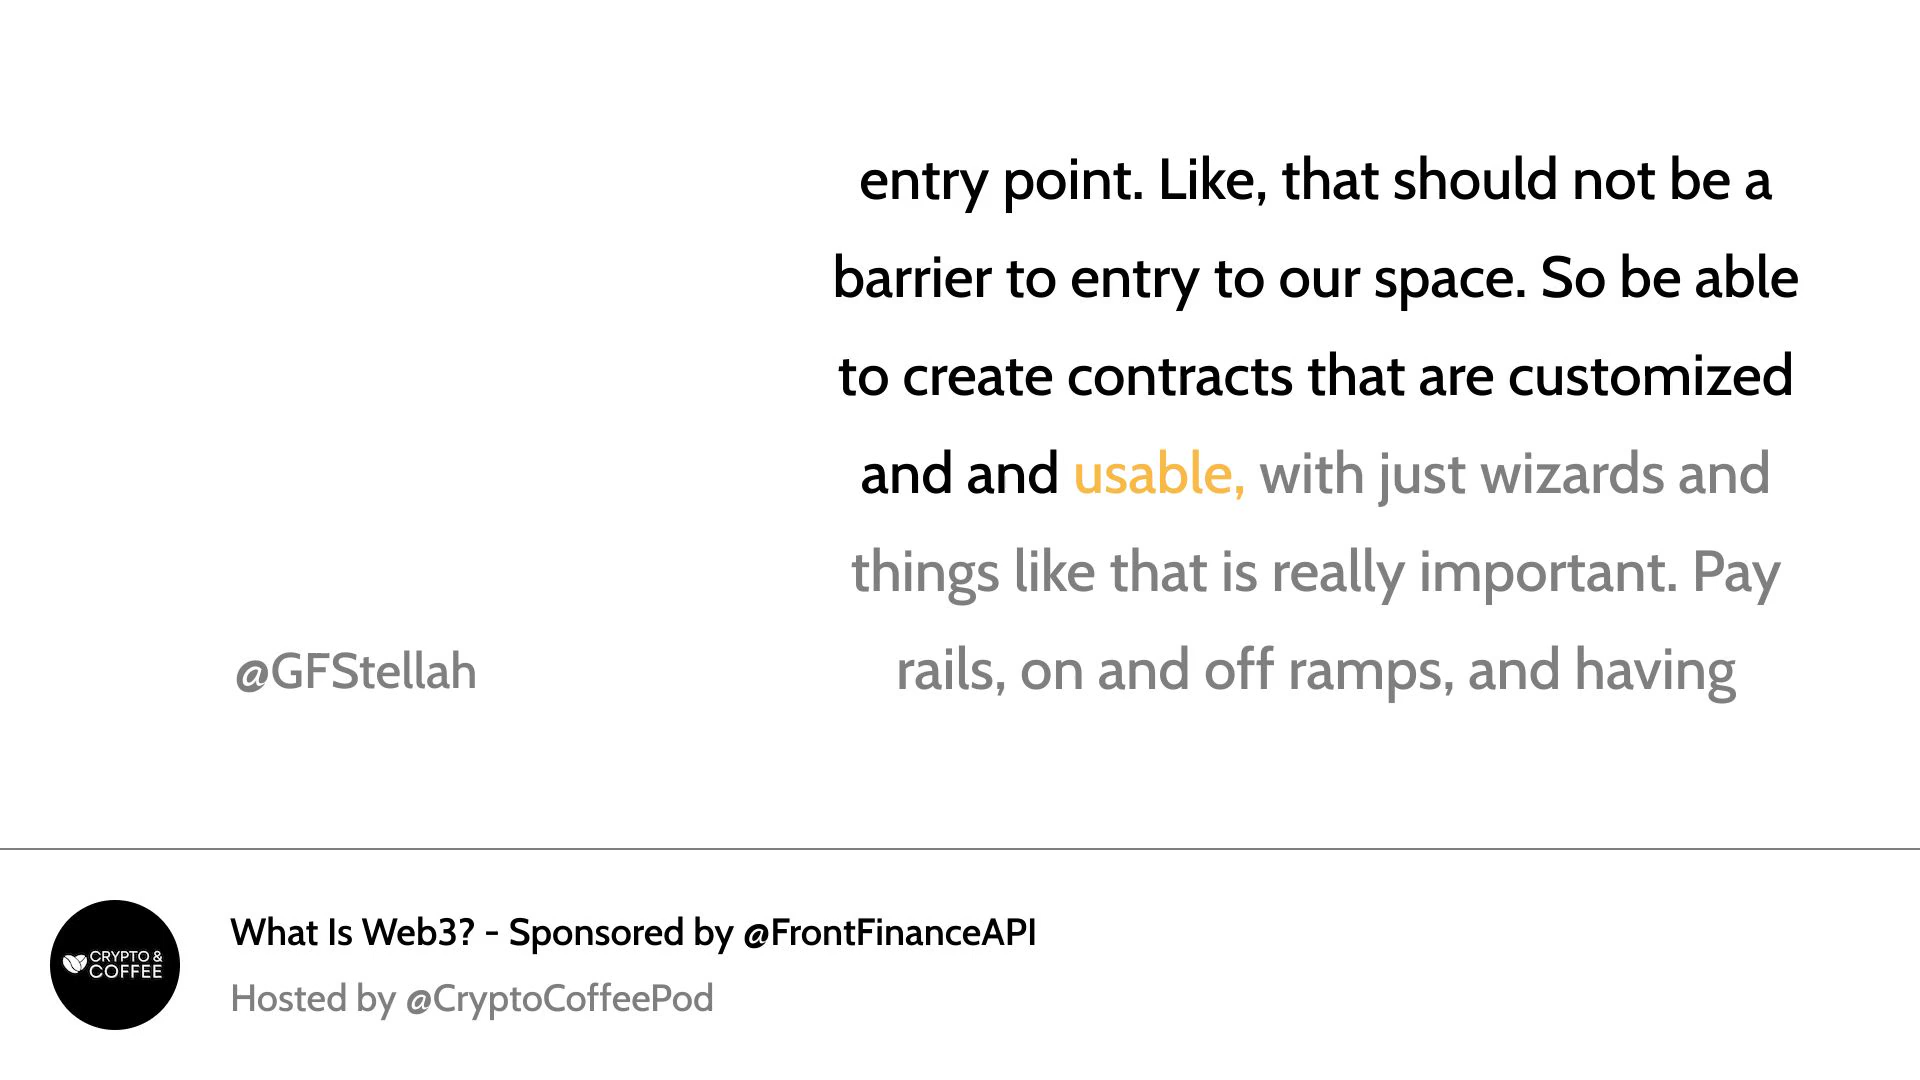 entry point. Like, that should not be a
barrier to entry to our space. So be able
to create contracts that are customized
and and usable, with just wizards and
things like that is really important. Pay
rails, on and off ramps, and having
@GFStellah
CRYPTO &
COFFEE
What Is Web3? - Sponsored by @FrontFinanceAPI
Hosted by @CryptoCoffeePod